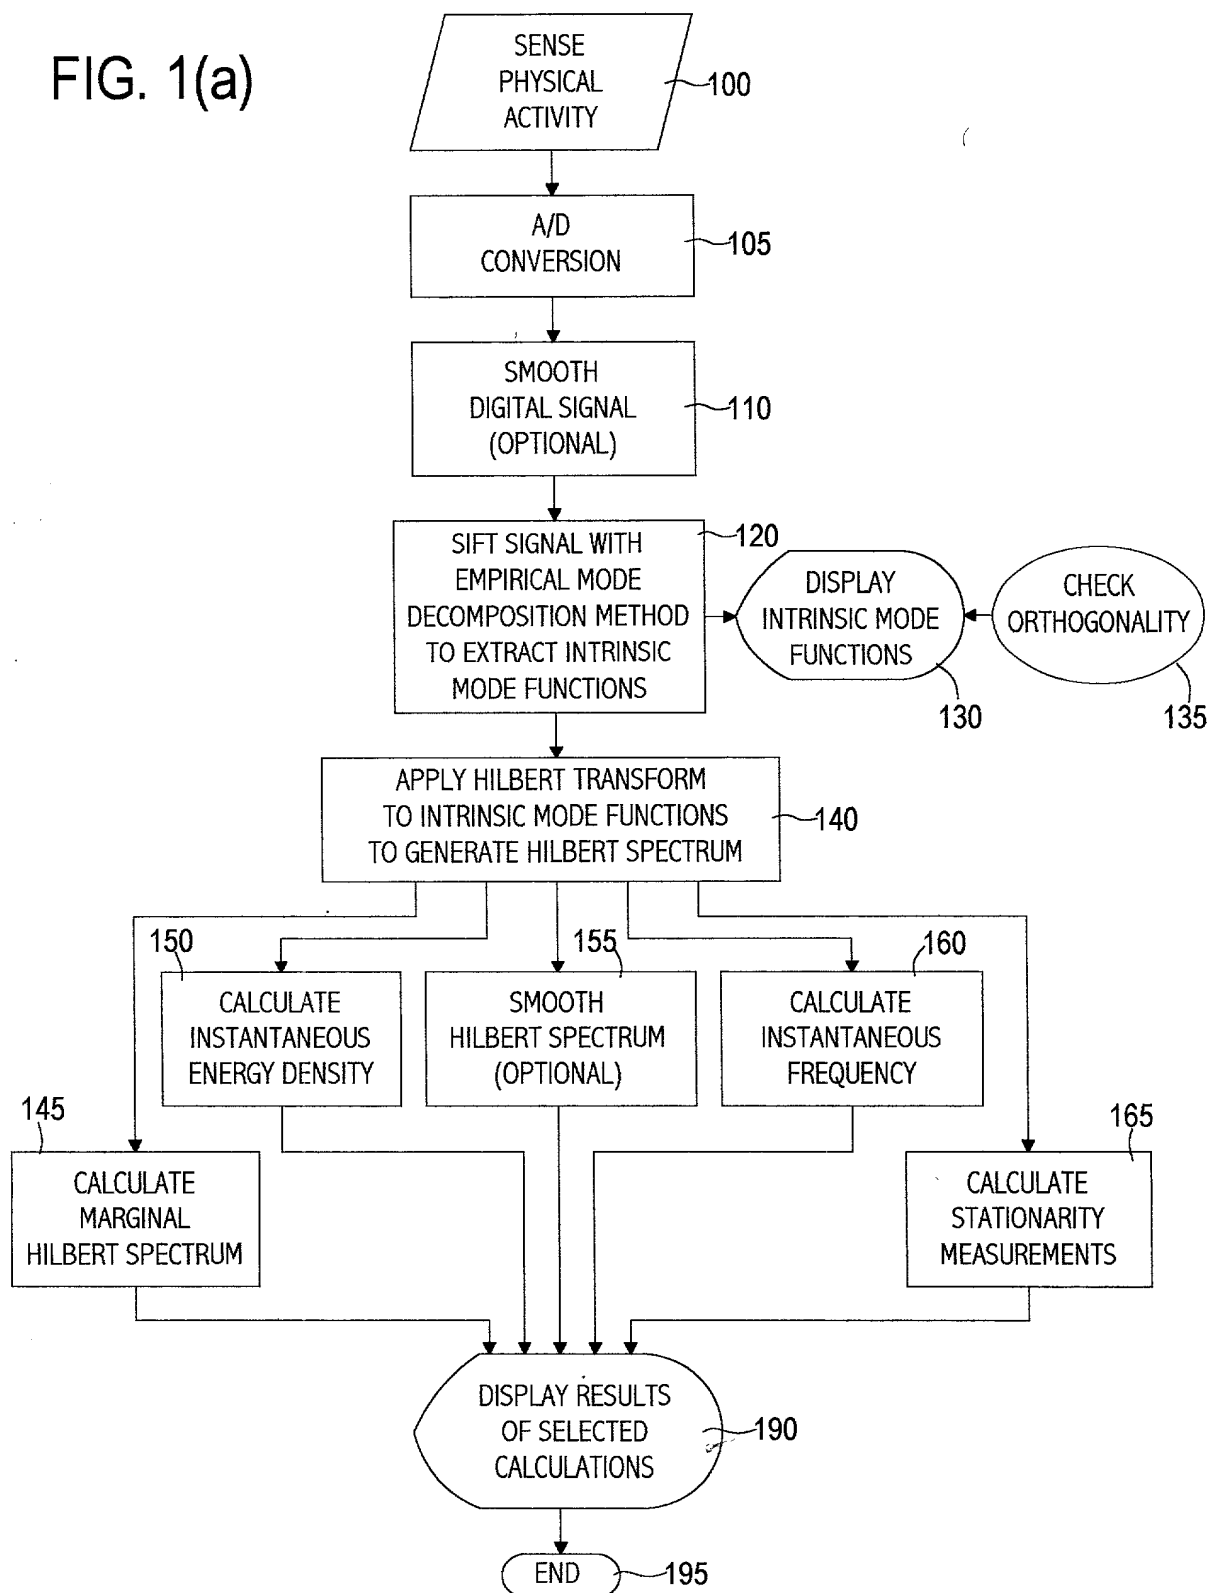 FIG. 1(a)
SENSE
PHYSICAL
ACTIVITY
100
A/D
CONVERSION
105
SMOOTH
DIGITAL SIGNAL
(OPTIONAL)
110
SIFT SIGNAL WITH
EMPIRICAL MODE
DECOMPOSITION METHOD
TO EXTRACT INTRINSIC
MODE FUNCTIONS
120
DISPLAY
INTRINSIC MODE
FUNCTIONS
130
CHECK
ORTHOGONALITY
135
APPLY HILBERT TRANSFORM
TO INTRINSIC MODE FUNCTIONS
TO GENERATE HILBERT SPECTRUM
140
150
CALCULATE
INSTANTANEOUS
ENERGY DENSITY
155
SMOOTH
HILBERT SPECTRUM
(OPTIONAL)
160
CALCULATE
INSTANTANEOUS
FREQUENCY
145
CALCULATE
MARGINAL
HILBERT SPECTRUM
165
CALCULATE
STATIONARITY
MEASUREMENTS
DISPLAY RESULTS
OF SELECTED
CALCULATIONS
190
END
195